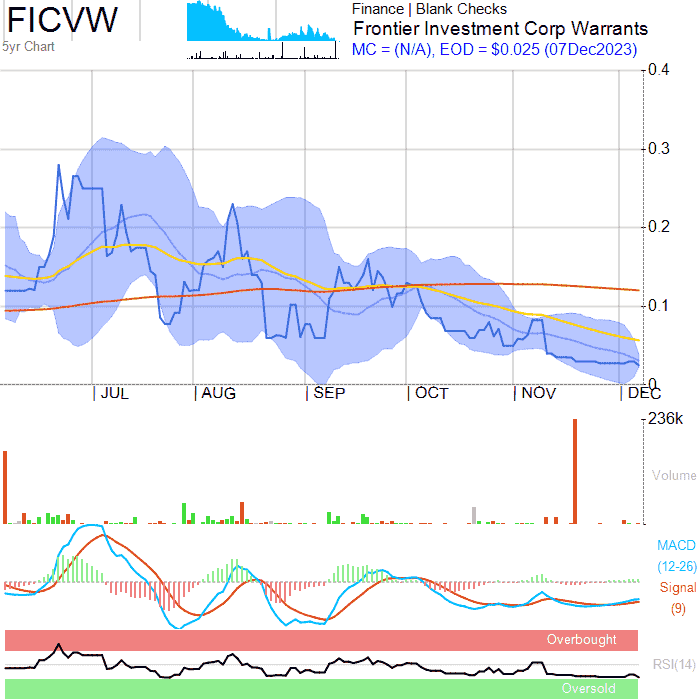 FICVW
5yr Chart
Finance | Blank Checks
Frontier Investment Corp Warrants
MC = (N/A), EOD = $0.025 (07Dec2023)
0.4
0.3
0.2
0.1
0
JUL AUG SEP OCT NOV DEC
236k
Volume
MACD
(12-26)
Signal
(9)
Overbought
RSI(14)
Oversold